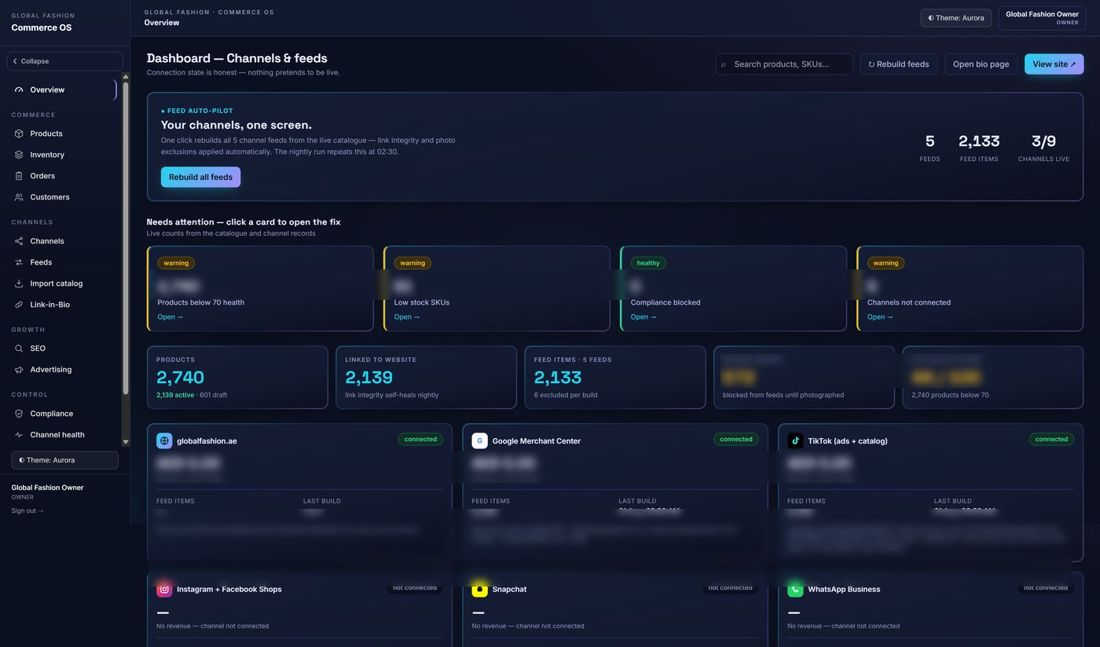 GLOBAL FASHION
Commerce OS
Collapse
Overview
COMMERCE
Products
Inventory
Orders
Customers
CHANNELS
Channels
Feeds
Import catalog
Link-in-Bio
GROWTH
SEO
Advertising
CONTROL
Compliance
Channel health
Theme: Aurora
Global Fashion Owner
OWNER
Sign out →
GLOBAL FASHION · COMMERCE OS
Overview
Theme: Aurora
Global Fashion Owner
OWNER
Dashboard — Channels & feeds
Connection state is honest — nothing pretends to be live.
Search products, SKUs...
↻ Rebuild feeds
Open bio page
View site ↗
• FEED AUTO-PILOT
Your channels, one screen.
One click rebuilds all 5 channel feeds from the live catalogue — link integrity and photo
exclusions applied automatically. The nightly run repeats this at 02:30.
Rebuild all feeds
5 2,133 3/9
FEEDS FEED ITEMS CHANNELS LIVE
Needs attention — click a card to open the fix
Live counts from the catalogue and channel records
warning
Products below 70 health
Open →
warning
Low stock SKUs
Open →
healthy
Compliance blocked
Open →
warning
Channels not connected
Open →
PRODUCTS
2,740
2,139 active · 601 draft
LINKED TO WEBSITE
2,139
link integrity self-heals nightly
FEED ITEMS · 5 FEEDS
2,133
6 excluded per build
blocked from feeds until photographed
2,740 products below 70
globalfashion.ae connected
FEED ITEMS LAST BUILD
Google Merchant Center connected
FEED ITEMS LAST BUILD
TikTok (ads + catalog) connected
FEED ITEMS LAST BUILD
Instagram + Facebook Shops not connected
—
No revenue — channel not connected
Snapchat not connected
—
No revenue — channel not connected
WhatsApp Business not connected
—
No revenue — channel not connected